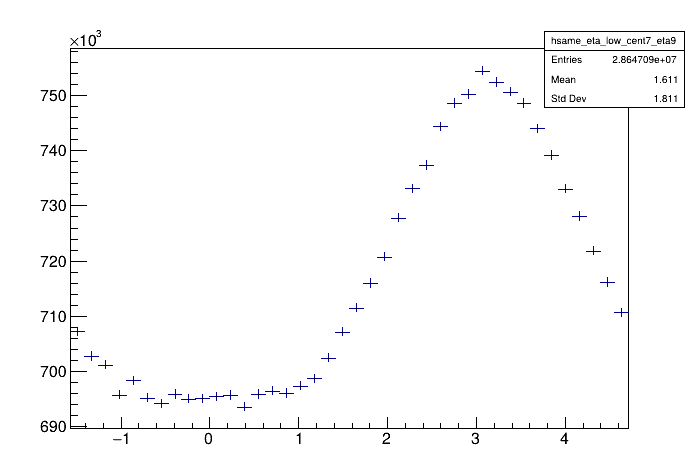 ×10³
hsame_eta_low_cent7_eta9
Entries 2.864709e+07
Mean 1.611
Std Dev 1.811
750
740
730
720
710
700
690
−1 0 1 2 3 4